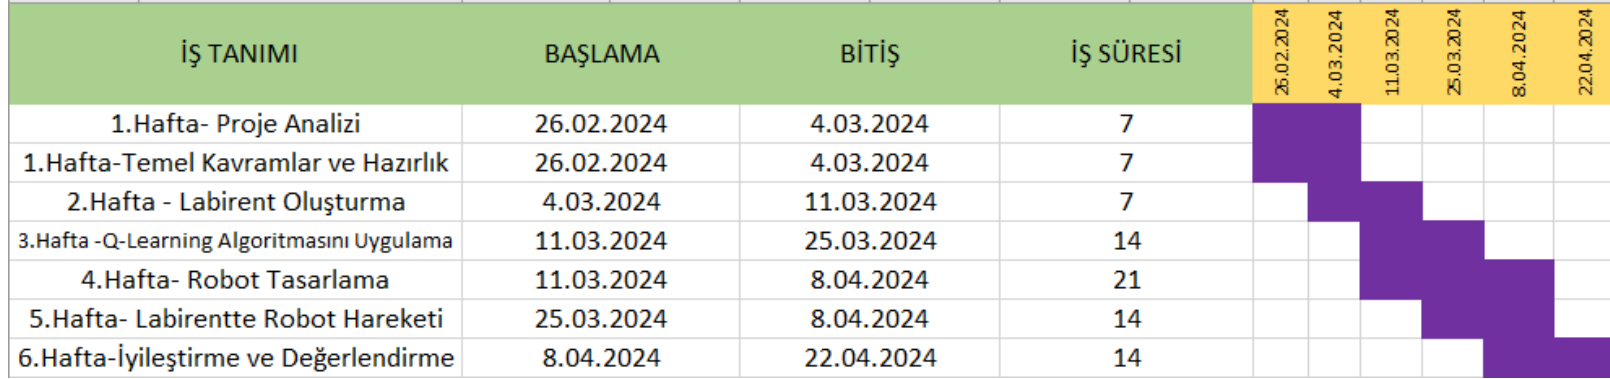 İŞ TANIMI BAŞLAMA BİTİŞ İŞ SÜRESİ 26.02.2024 4.03.2024 11.03.2024 25.03.2024 8.04.2024 22.04.2024
1.Hafta- Proje Analizi 26.02.2024 4.03.2024 7
1.Hafta-Temel Kavramlar ve Hazırlık 26.02.2024 4.03.2024 7
2.Hafta - Labirent Oluşturma 4.03.2024 11.03.2024 7
3.Hafta -Q-Learning Algoritmasını Uygulama 11.03.2024 25.03.2024 14
4.Hafta- Robot Tasarlama 11.03.2024 8.04.2024 21
5.Hafta- Labirentte Robot Hareketi 25.03.2024 8.04.2024 14
6.Hafta-İyileştirme ve Değerlendirme 8.04.2024 22.04.2024 14